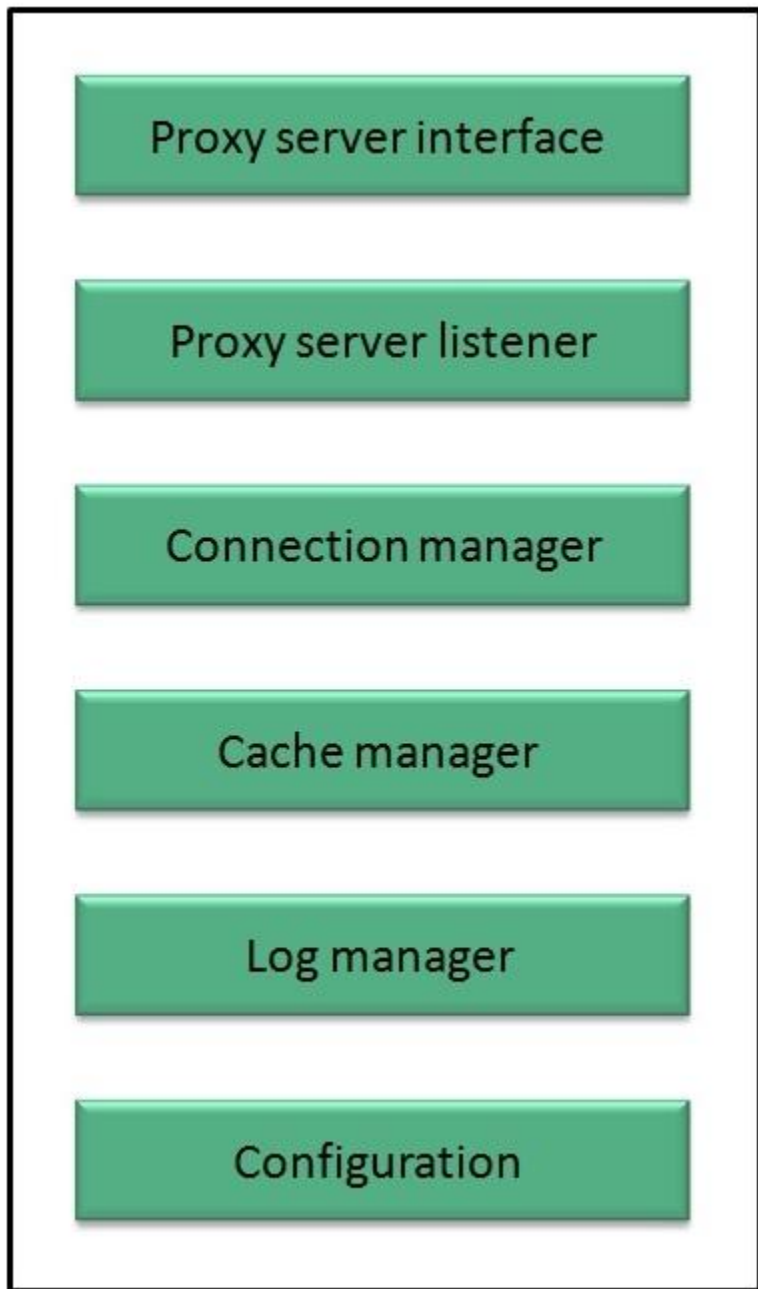 Proxy server interface
Proxy server listener
Connection manager
Cache manager
Log manager
Configuration